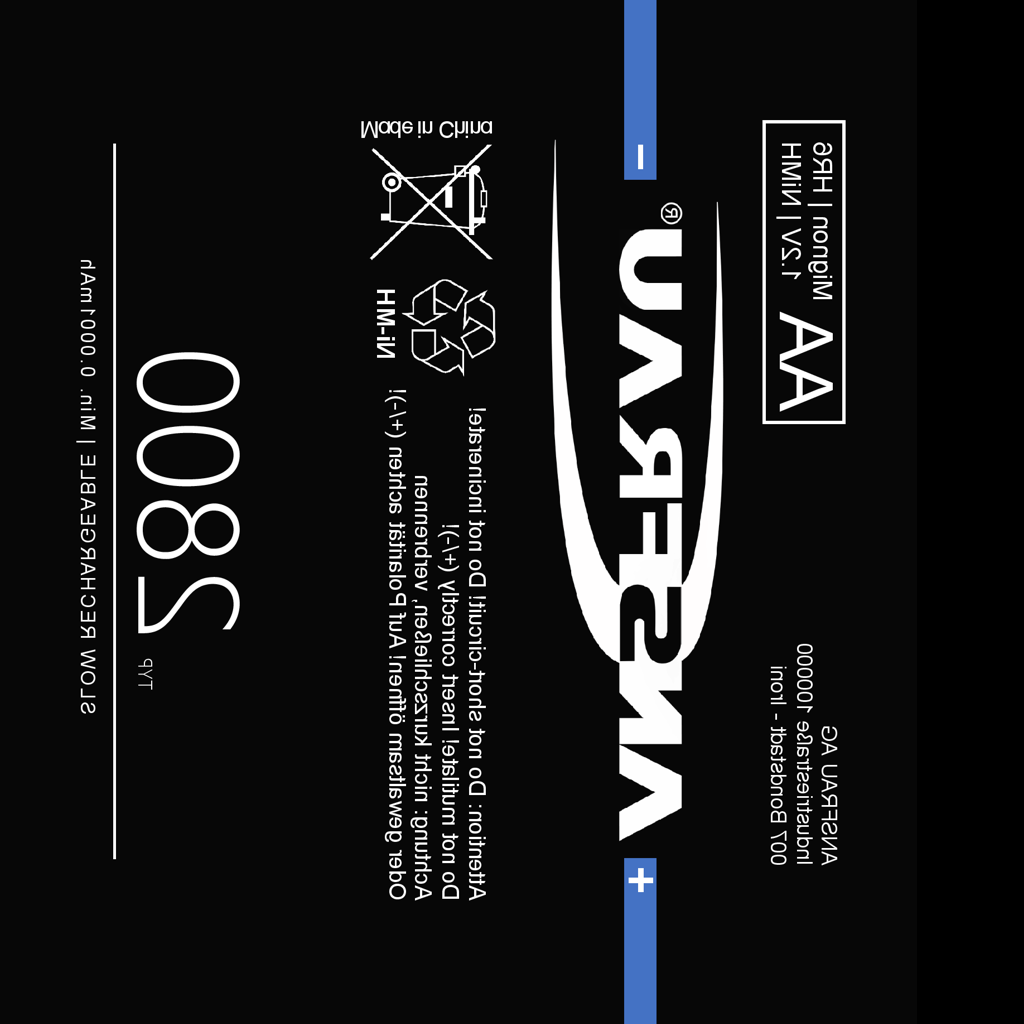 AA
Mignon | HR6
1.2V | NiMH
ANSFRAU AG
Industriestraße 100000
007 Bondstadt - Ironi
+
ANSFRAU®
-
Attention: Do not short-circuit! Do not incinerate!
Do not mutilate! Insert correctly (+/-)!
Achtung: nicht kurzschließen, verbrennen
Oder gewaltsam öffnen! Auf Polarität achten (+/-)!
Ni-MH
Made in China
TYP
2800
SLOW RECHARGEABLE | Min. 0.0001mAh